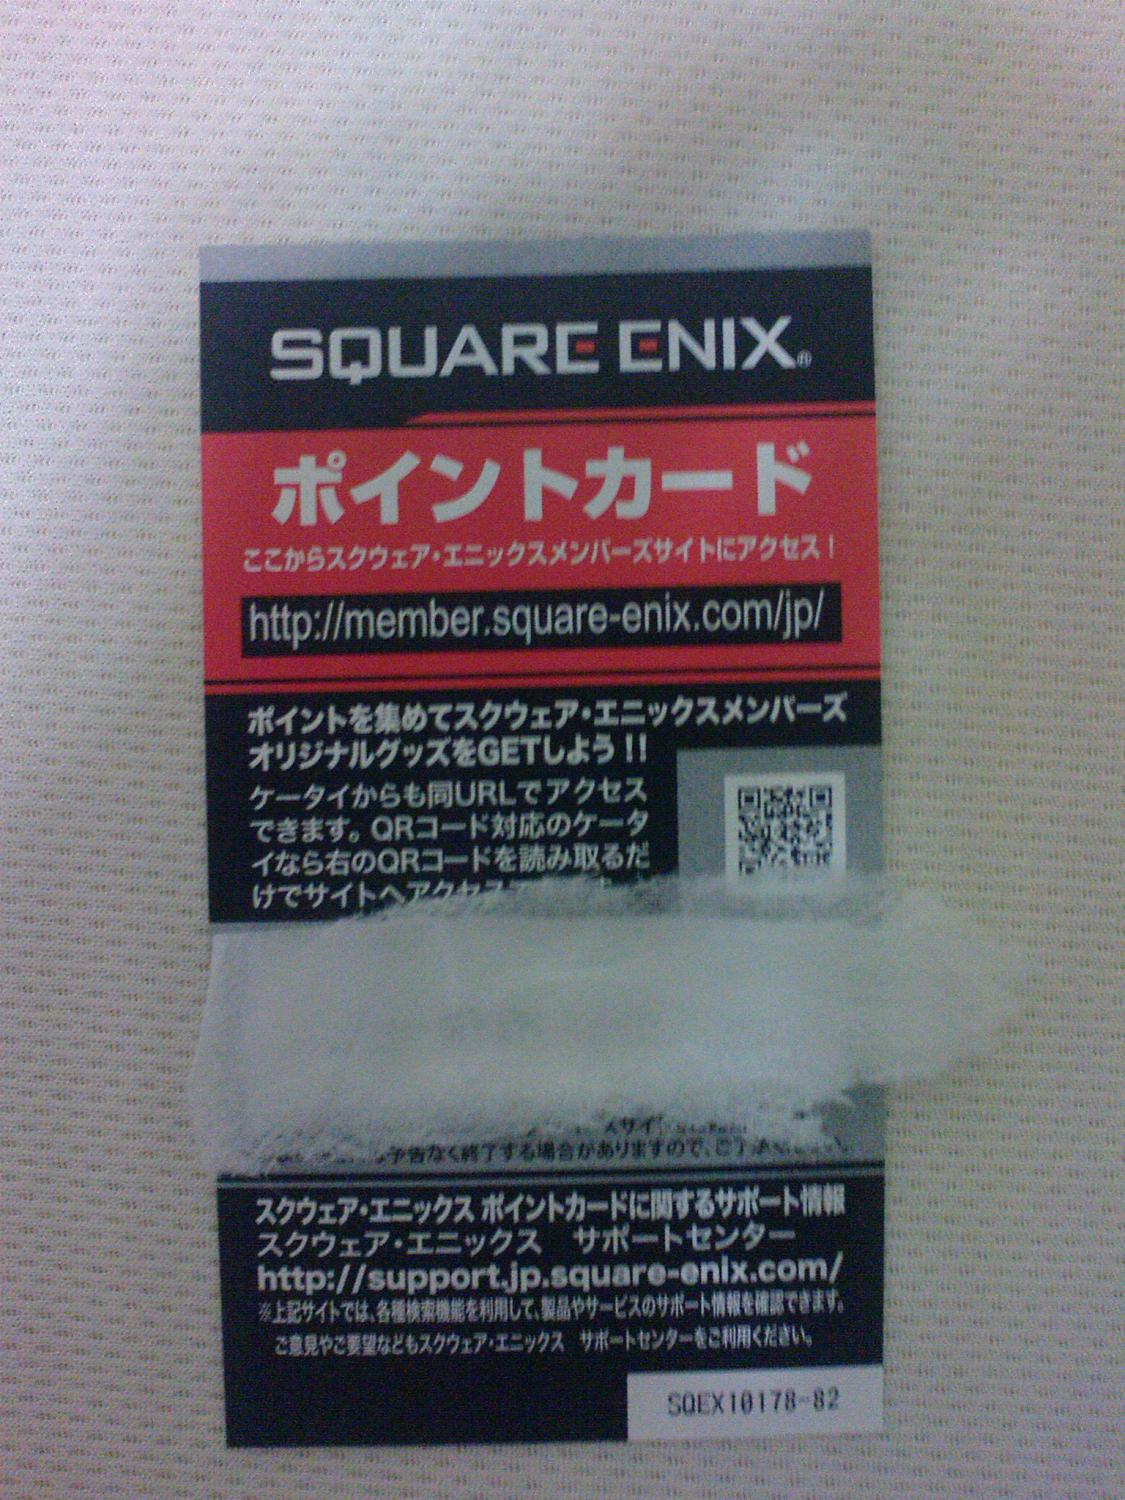 SQUARE ENIX®
ポイントカード
ここからスクウェア・エニックスメンバーズサイトにアクセス！
http://member.square-enix.com/jp/
ポイントを集めてスクウェア・エニックスメンバーズ
オリジナルグッズをGETしよう！！
ケータイからも同URLでアクセス
できます。QRコード対応のケータ
イなら右のQRコードを読み取るだ
けでサイトへアクセス
予告なく終了する場合がありますので、ご了承
スクウェア・エニックス ポイントカードに関するサポート情報
スクウェア・エニックス　サポートセンター
http://support.jp.square-enix.com/
※上記サイトでは、各種検索機能を利用して、製品やサービスのサポート情報を確認できます。
ご意見やご要望などもスクウェア・エニックス　サポートセンターをご利用ください。
SQEX10178-82